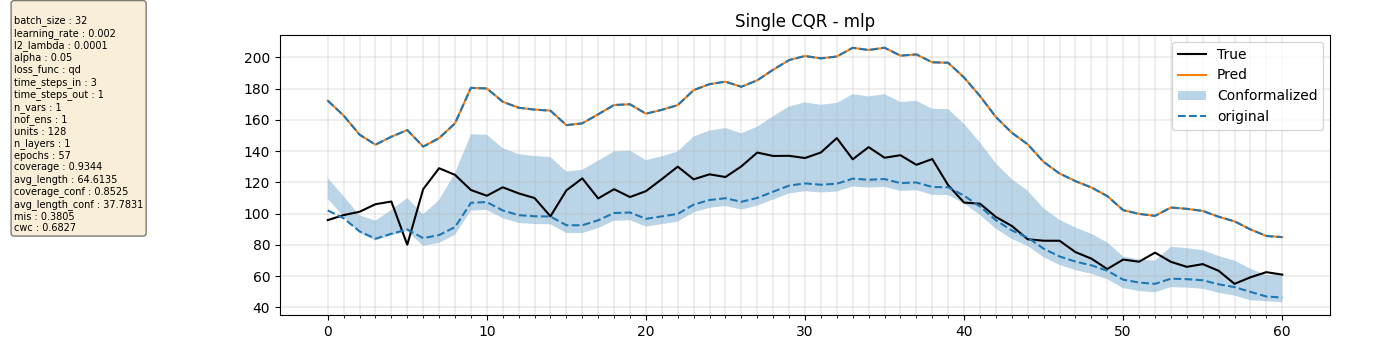 batch_size : 32
learning_rate : 0.002
l2_lambda : 0.0001
alpha : 0.05
loss_func : qd
time_steps_in : 3
time_steps_out : 1
n_vars : 1
nof_ens : 1
units : 128
n_layers : 1
epochs : 57
coverage : 0.9344
avg_length : 64.6135
coverage_conf : 0.8525
avg_length_conf : 37.7831
mis : 0.3805
cwc : 0.6827
Single CQR - mlp
True
Pred
Conformalized
original
200
180
160
140
120
100
80
60
40
0 10 20 30 40 50 60